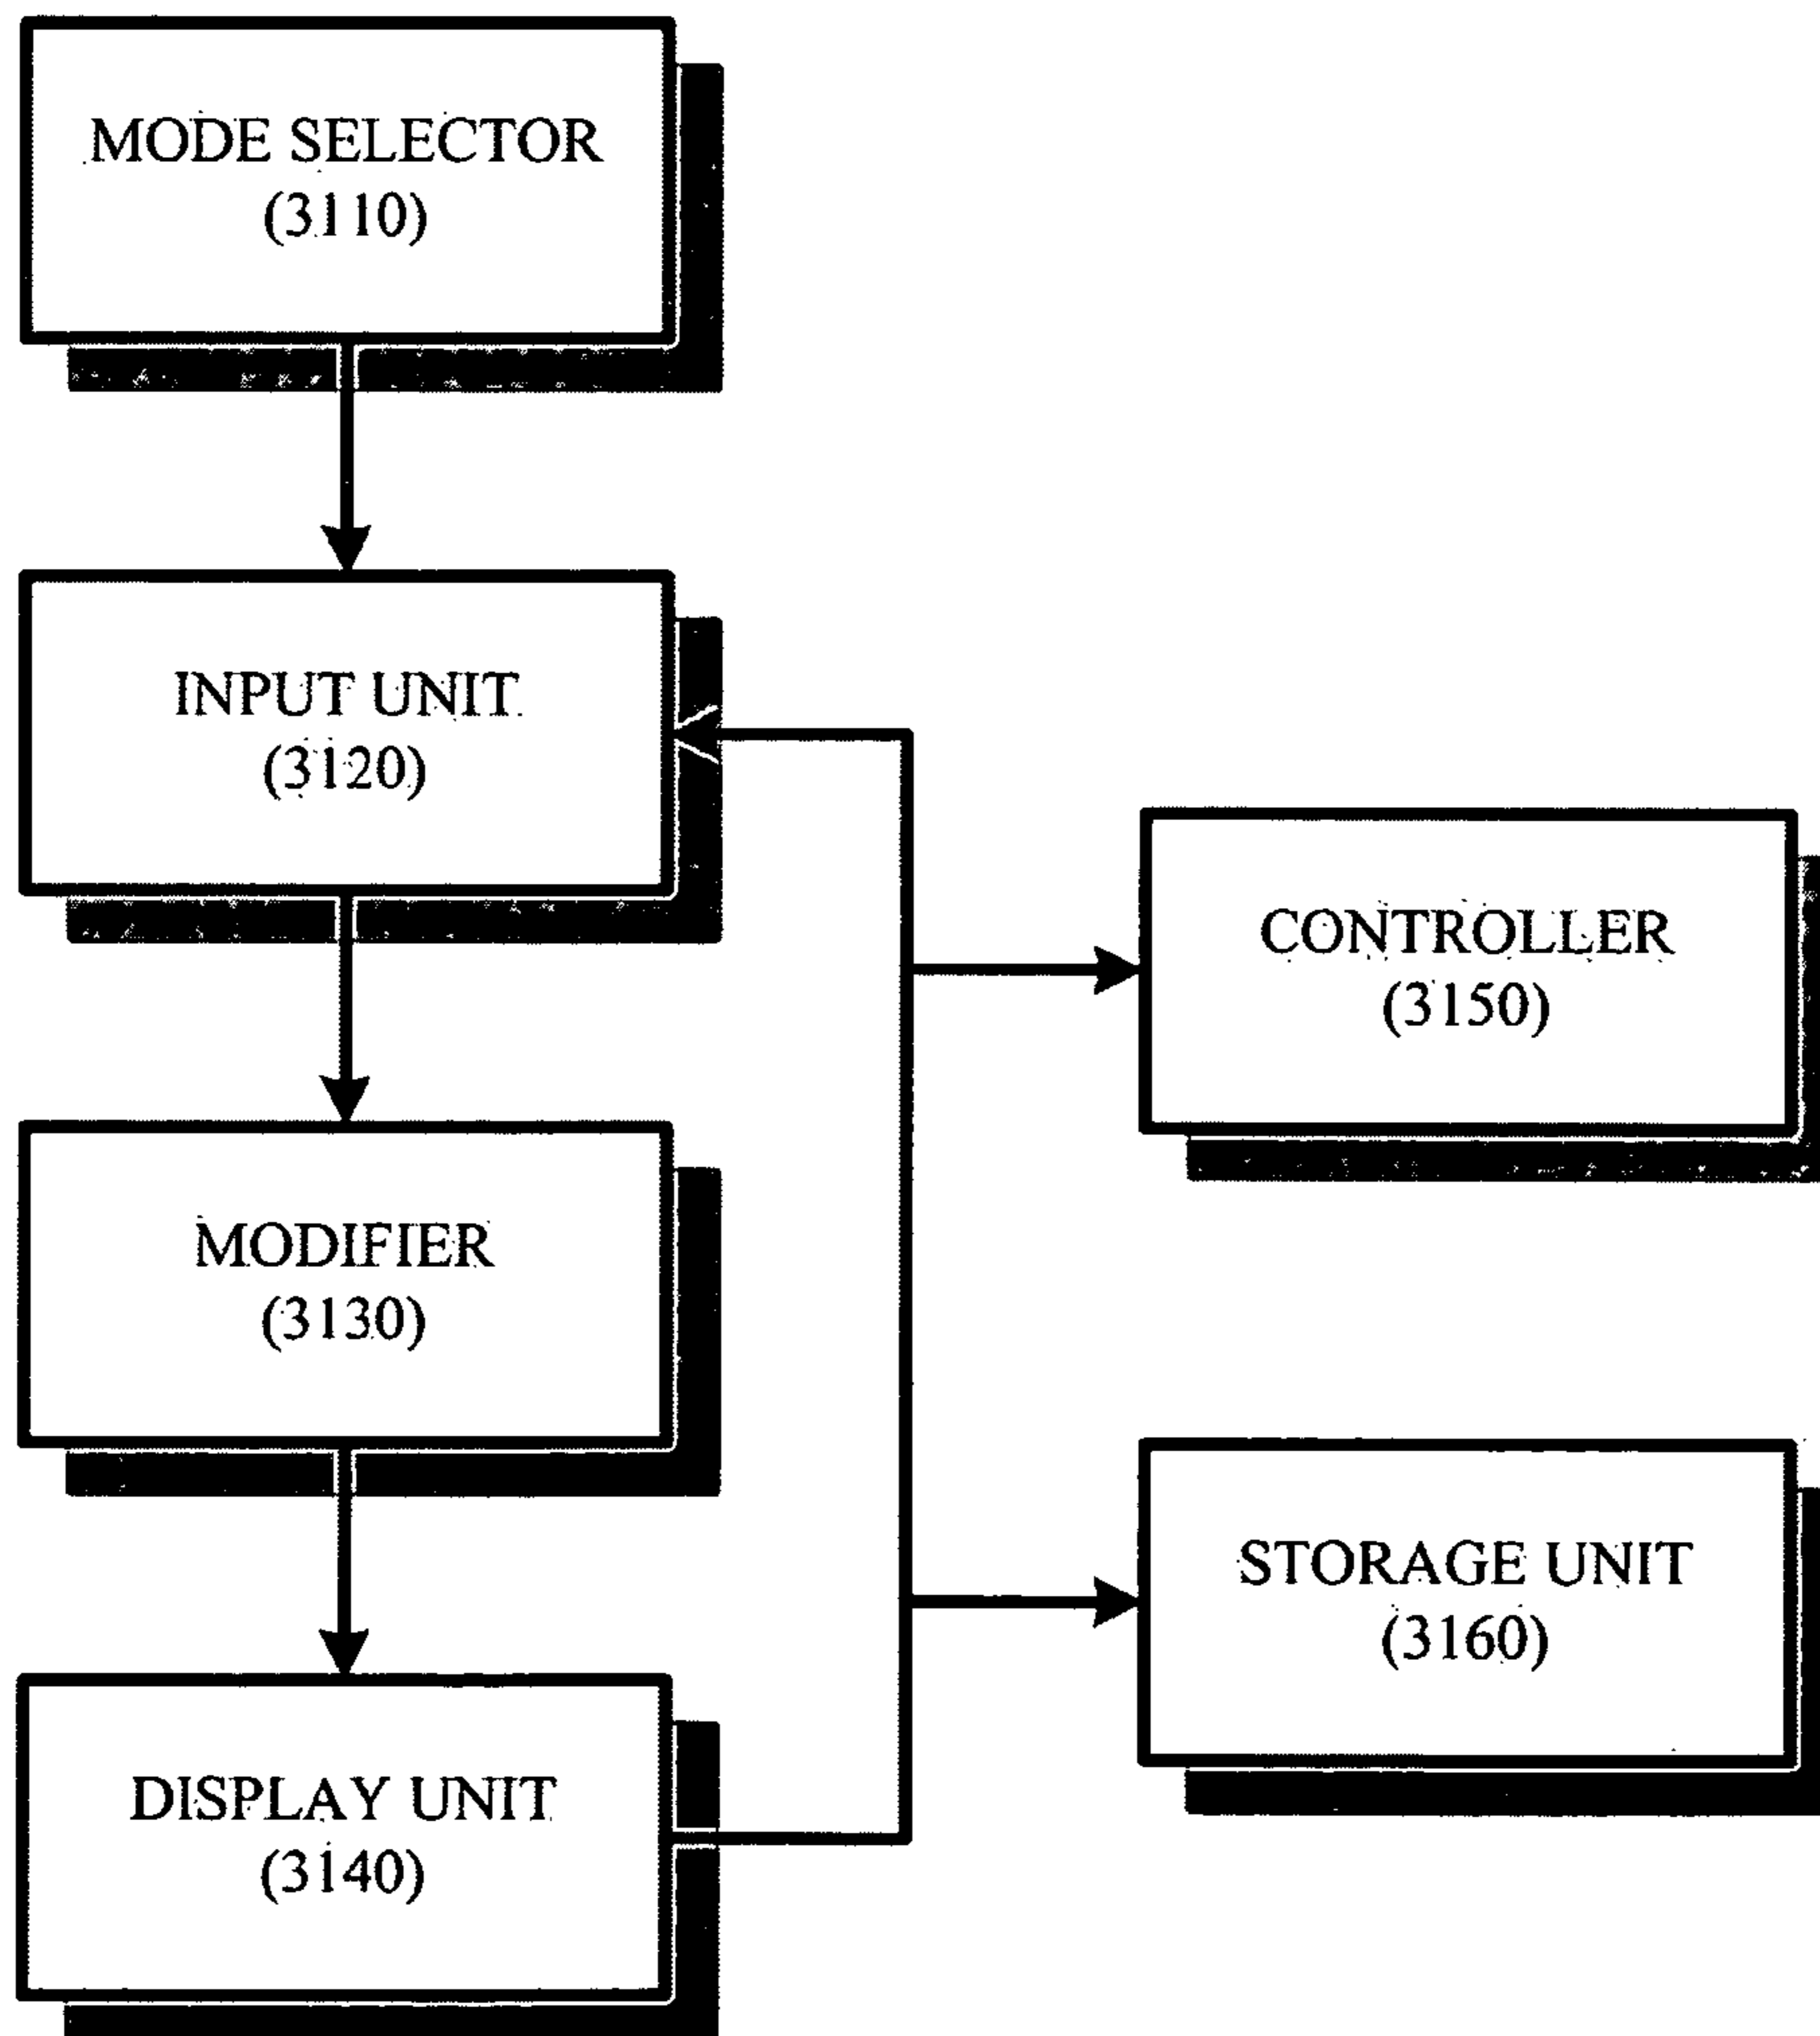 MODE SELECTOR
(3110)
INPUT UNIT
(3120)
MODIFIER
(3130)
DISPLAY UNIT
(3140)
CONTROLLER
(3150)
STORAGE UNIT
(3160)